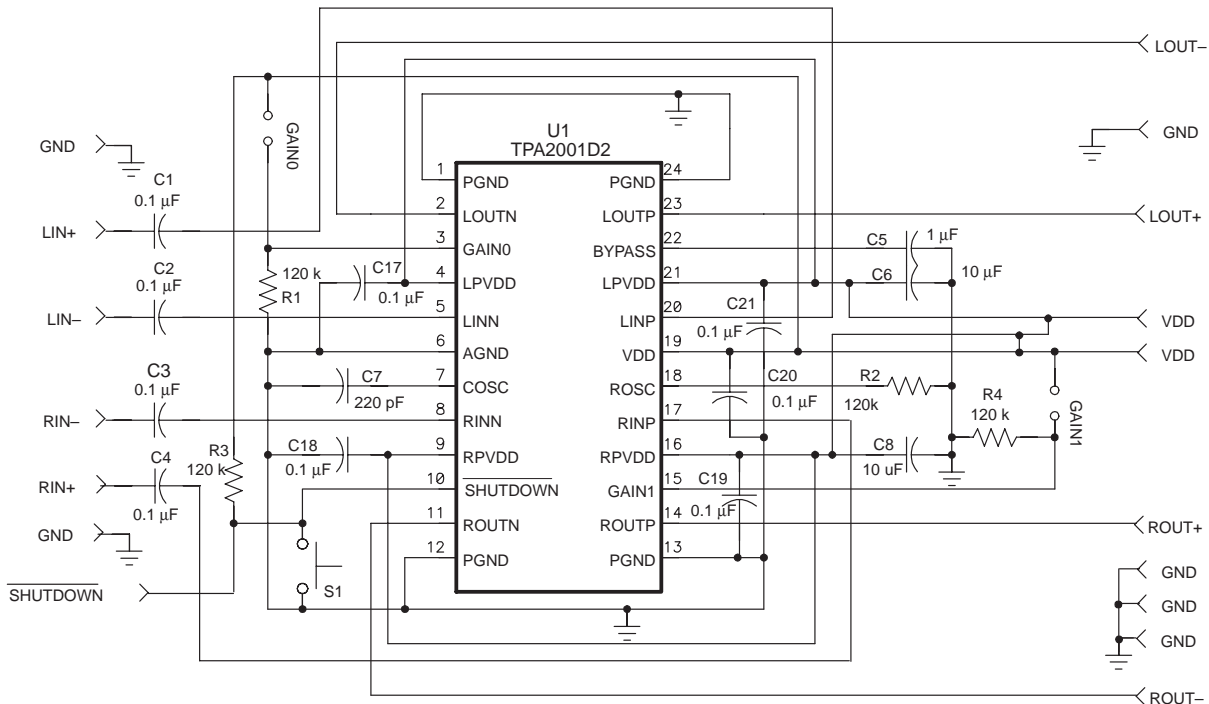 LOUT–
GND
GAIN0
U1
TPA2001D2
GND
C1
0.1 μF
LIN+
C2
0.1 μF
LIN–
C3
0.1 μF
RIN–
C4
0.1 μF
RIN+
GND
SHUTDOWN
R3
120 k
120 k
R1
C17
0.1 μF
C7
220 pF
C18
0.1 μF
S1
1 PGND
2 LOUTN
3 GAIN0
4 LPVDD
5 LINN
6 AGND
7 COSC
8 RINN
9 RPVDD
10 SHUTDOWN
11 ROUTN
12 PGND
PGND 24
LOUTP 23
BYPASS 22
LPVDD 21
LINP 20
VDD 19
ROSC 18
RINP 17
RPVDD 16
GAIN1 15
ROUTP 14
PGND 13
LOUT+
C5
1 μF
C6
10 μF
C21
0.1 μF
VDD
VDD
C20
0.1 μF
R2
120k
R4
120 k
GAIN1
C8
10 uF
C19
0.1 μF
ROUT+
GND
GND
GND
ROUT–